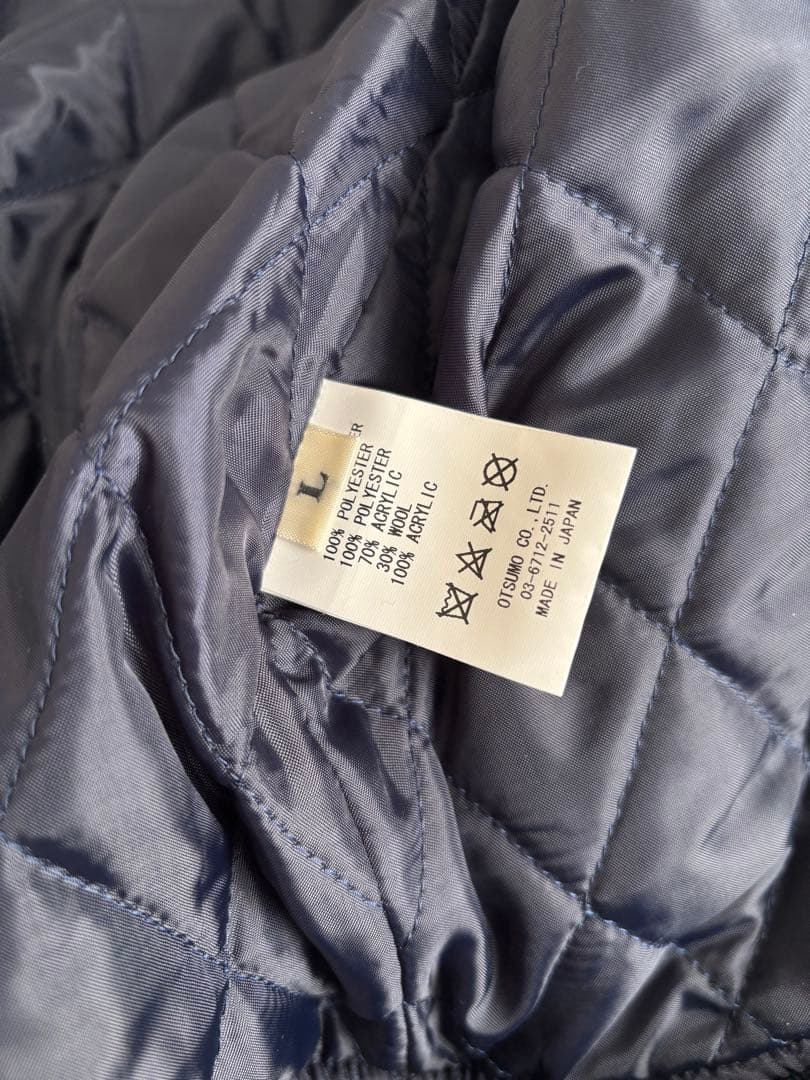 L
ER
100% POLYESTER
100% POLYESTER
70% ACRYLIC
30% WOOL
100% ACRYLIC
OTSUMO CO., LTD.
03-6712-2511
MADE IN JAPAN